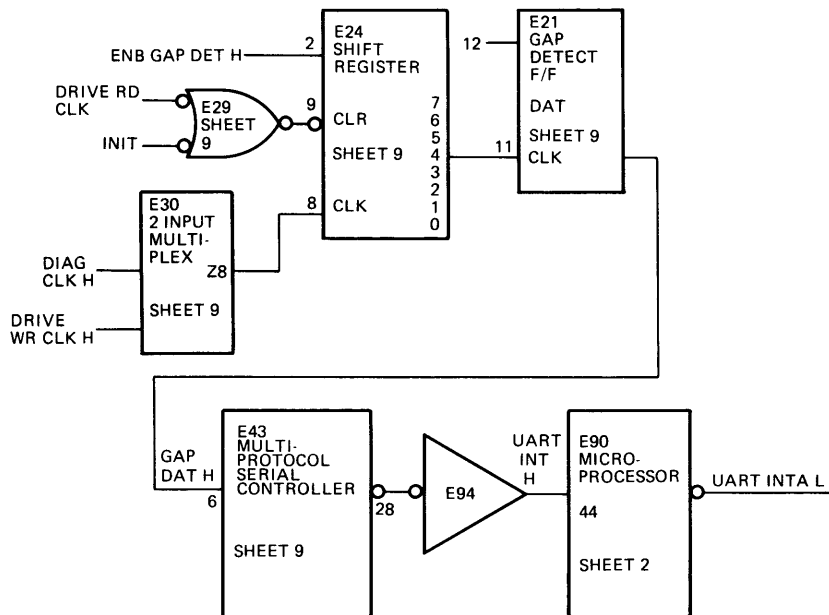 ENB GAP DET H
2
E24
SHIFT
REGISTER
12
E21
GAP
DETECT
F/F
DRIVE RD
CLK
INIT
E29
SHEET
9
9
CLR
SHEET 9
8
CLK
7
6
5
4
3
2
1
0
DAT
SHEET 9
11
CLK
E30
2 INPUT
MULTI-
PLEX
Z8
SHEET 9
DIAG
CLK H
DRIVE
WR CLK H
GAP
DAT H
6
E43
MULTI-
PROTOCOL
SERIAL
CONTROLLER
28
SHEET 9
E94
UART
INT
H
E90
MICRO-
PROCESSOR
44
SHEET 2
UART INTA L